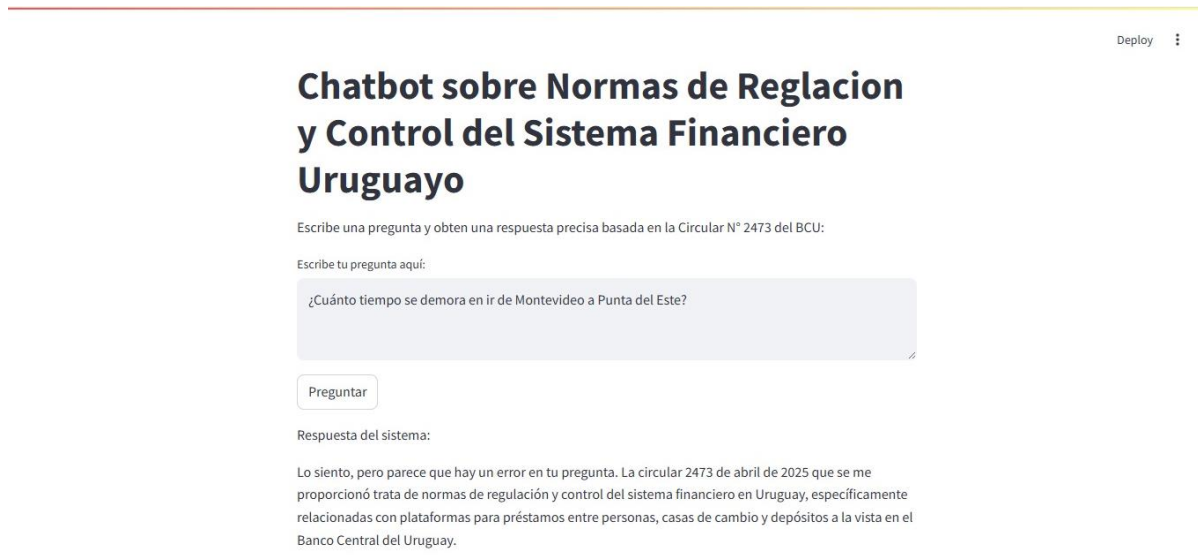 Deploy
Chatbot sobre Normas de Reglacion
y Control del Sistema Financiero
Uruguayo
Escribe una pregunta y obten una respuesta precisa basada en la Circular N° 2473 del BCU:
Escribe tu pregunta aquí:
¿Cuánto tiempo se demora en ir de Montevideo a Punta del Este?
Preguntar
Respuesta del sistema:
Lo siento, pero parece que hay un error en tu pregunta. La circular 2473 de abril de 2025 que se me
proporcionó trata de normas de regulación y control del sistema financiero en Uruguay, específicamente
relacionadas con plataformas para préstamos entre personas, casas de cambio y depósitos a la vista en el
Banco Central del Uruguay.